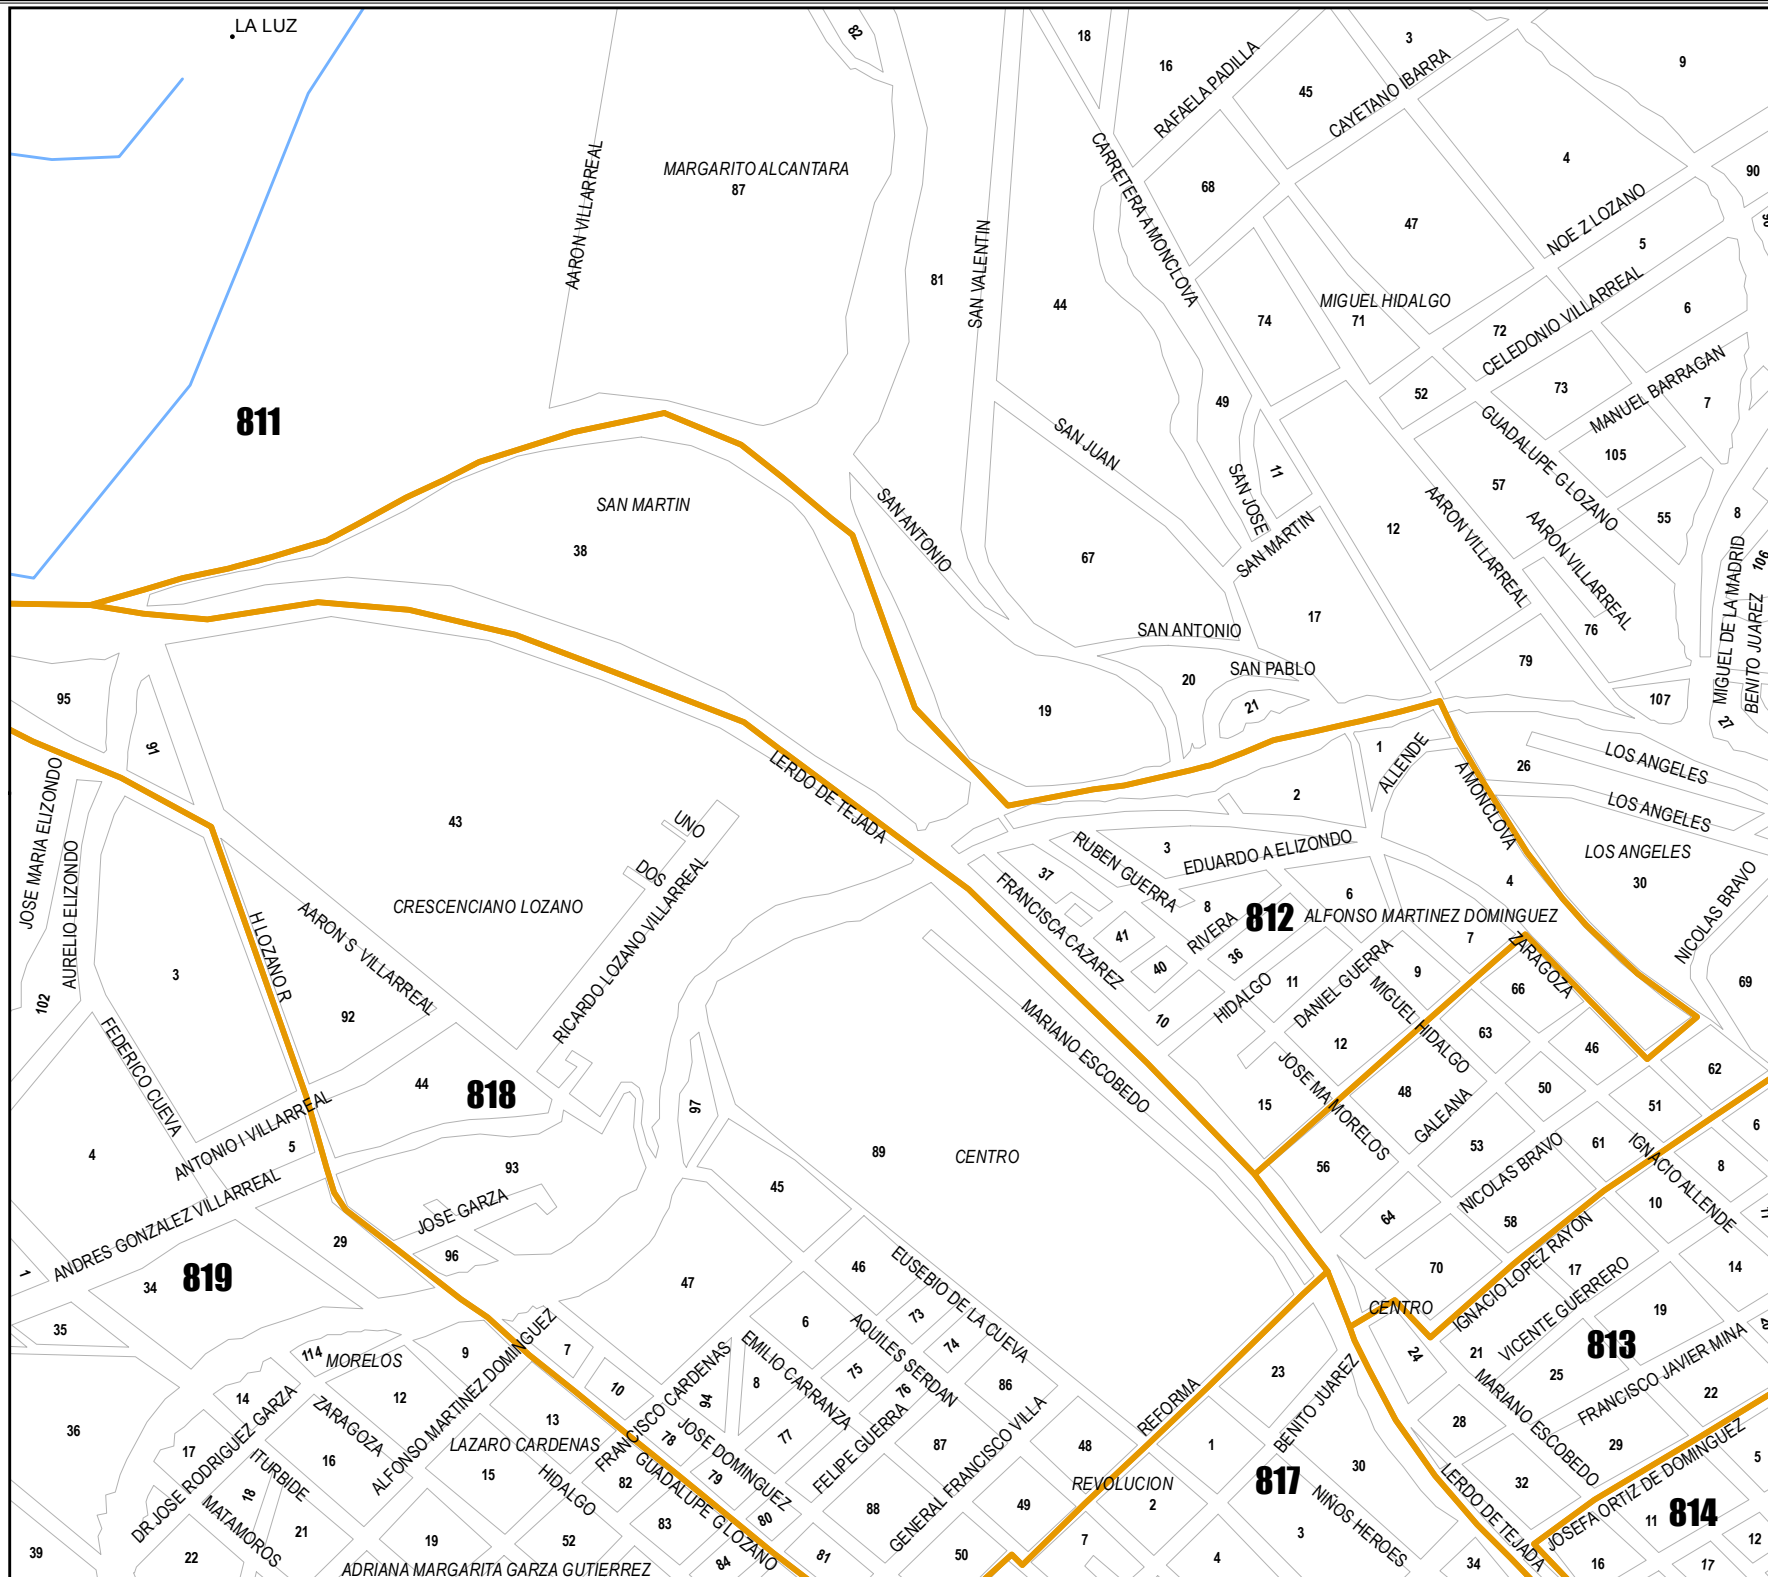 LA LUZ
82
18
16
RAFAELA PADILLA
45
3
CAYETANO IBARRA
9
CARRETERA A MONCLOVA
AARON VILLARREAL
MARGARITO ALCANTARA
87
68
4
90
47
NOE Z LOZANO
5
SAN VALENTIN
81
44
74
MIGUEL HIDALGO
71
72
CELEDONIO VILLARREAL
6
49
52
73
MANUEL BARRAGAN
7
811
SAN JUAN
11
GUADALUPE G LOZANO
105
57
SAN MARTIN
38
SAN ANTONIO
SAN JOSE
SAN MARTIN
12
AARON VILLARREAL
AARON VILLARREAL
55
8
106
67
MIGUEL DE LA MADRID
BENITO JUAREZ
17
76
SAN ANTONIO
SAN PABLO
79
20
21
107
27
95
91
19
1
ALLENDE
A MONCLOVA
26
LOS ANGELES
LOS ANGELES
LOS ANGELES
30
JOSE MARIA ELIZONDO
AURELIO ELIZONDO
43
UNO
DOS
LERDO DE TEJADA
2
3
RUBEN GUERRA
EDUARDO A ELIZONDO
37
FRANCISCA CAZAREZ
CRESCENCIANO LOZANO
RICARDO LOZANO VILLARREAL
8
6
4
812
ALFONSO MARTINEZ DOMINGUEZ
NICOLAS BRAVO
H LOZANO R
AARON S VILLARREAL
41
RIVERA
36
40
7
ZARAGOZA
3
102
92
11
9
66
69
HIDALGO
DANIEL GUERRA
MIGUEL HIDALGO
10
MARIANO ESCOBEDO
FEDERICO CUEVA
12
63
46
62
JOSE MA MORELOS
44
818
97
15
48
50
51
GALEANA
ANTONIO I VILLARREAL
5
4
93
89
CENTRO
56
53
NICOLAS BRAVO
61
IGNACIO ALLENDE
6
8
ANDRES GONZALEZ VILLARREAL
JOSE GARZA
45
64
58
10
29
96
EUSEBIO DE LA CUEVA
70
IGNACIO LOPEZ RAYON
17
14
1
34
819
47
46
VICENTE GUERRERO
CENTRO
19
35
6
73
AQUILES SERDAN
74
813
114
MORELOS
9
7
EMILIO CARRANZA
24
21
MARIANO ESCOBEDO
25
FRANCISCO JAVIER MINA
14
12
ALFONSO MARTINEZ DOMINGUEZ
10
FRANCISCO CARDENAS
94
8
75
76
86
23
REFORMA
BENITO JUAREZ
22
36
17
ZARAGOZA
13
LAZARO CARDENAS
78
JOSE DOMINGUEZ
77
FELIPE GUERRA
87
GENERAL FRANCISCO VILLA
48
1
28
29
DR JOSE RODRIGUEZ GARZA
ITURBIDE
16
15
HIDALGO
82
GUADALUPE G LOZANO
79
REVOLUCION
817
30
32
LERDO DE TEJADA
JOSEFA ORTIZ DE DOMINGUEZ
5
18
MATAMOROS
21
19
52
83
80
88
49
2
NIÑOS HEROES
3
11
814
12
39
22
ADRIANA MARGARITA GARZA GUTIERREZ
84
81
50
7
4
34
16
17